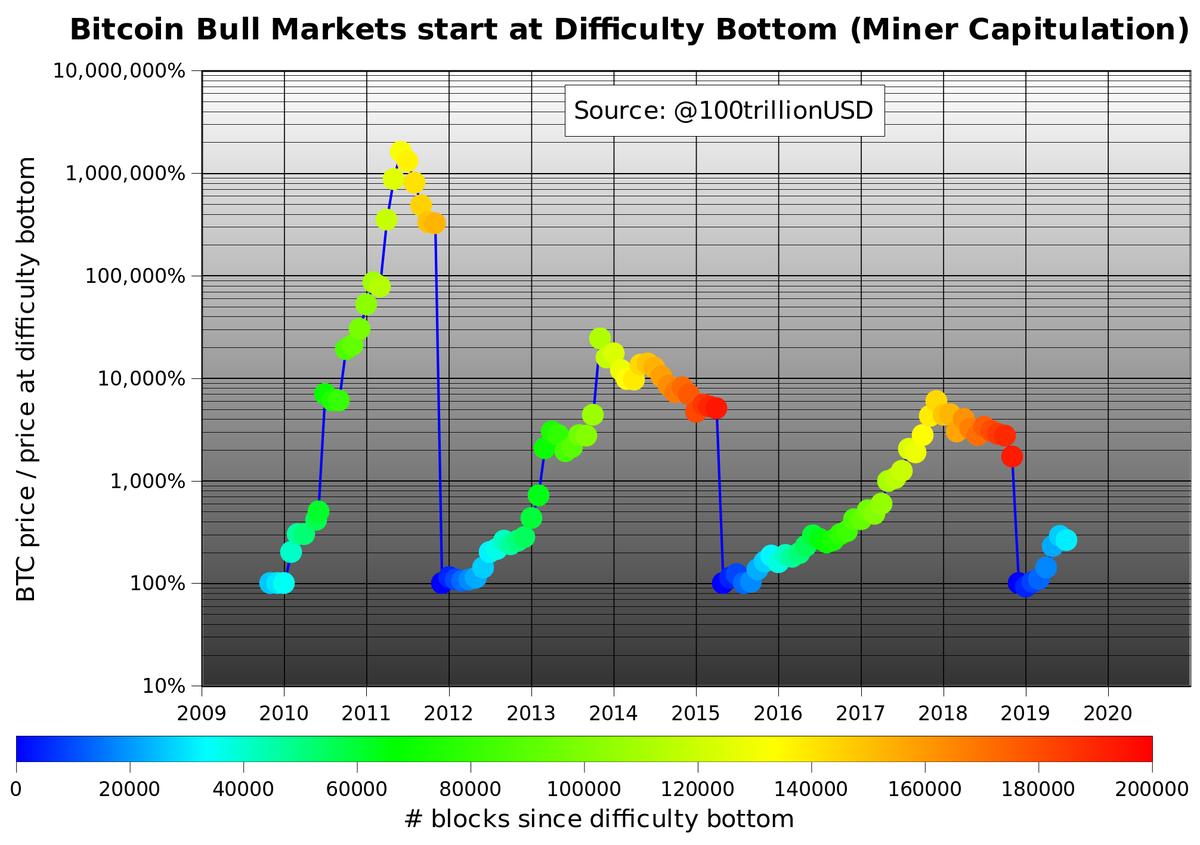 Bitcoin Bull Markets start at Difficulty Bottom (Miner Capitulation)
Source: @100trillionUSD
BTC price / price at difficulty bottom
10,000,000%
1,000,000%
100,000%
10,000%
1,000%
100%
10%
2009 2010 2011 2012 2013 2014 2015 2016 2017 2018 2019 2020
0 20000 40000 60000 80000 100000 120000 140000 160000 180000 200000
# blocks since difficulty bottom